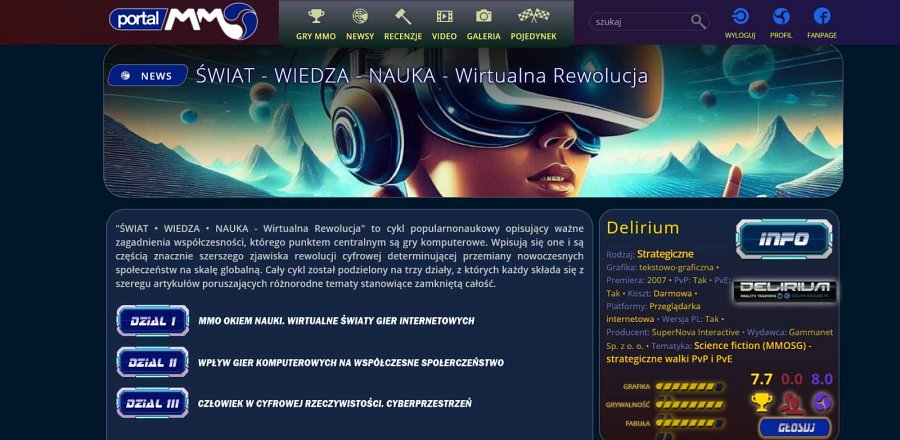 portal MMO
GRY MMO NEWSY RECENZJE VIDEO GALERIA POJEDYNEK
szukaj
WYLOGUJ PROFIL FANPAGE
NEWS
ŚWIAT - WIEDZA - NAUKA - Wirtualna Rewolucja
"ŚWIAT • WIEDZA • NAUKA - Wirtualna Rewolucja" to cykl popularnonaukowy opisujący ważne
zagadnienia współczesności, którego punktem centralnym są gry komputerowe. Wpisują się one i są
częścią znacznie szerszego zjawiska rewolucji cyfrowej determinującej przemiany nowoczesnych
społeczeństw na skalę globalną. Cały cykl został podzielony na trzy działy, z których każdy składa się z
szeregu artykułów poruszających różnorodne tematy stanowiące zamkniętą całość.
DZIAŁ I MMO OKIEM NAUKI. WIRTUALNE ŚWIATY GIER INTERNETOWYCH
DZIAŁ II WPŁYW GIER KOMPUTEROWYCH NA WSPÓŁCZESNE SPOŁERCZEŃSTWO
DZIAŁ III CZŁOWIEK W CYFROWEJ RZECZYWISTOŚCI. CYBERPRZESTRZEŃ
Delirium
INFO
Rodzaj: Strategiczne
Grafika: tekstowo-graficzna •
Premiera: 2007 • PvP: Tak • PvE:
Tak • Koszt: Darmowa •
Platformy: Przeglądarka
internetowa • Wersja PL: Tak •
DELIRIUM
Producent: SuperNova Interactive • Wydawca: Gammanet
Sp. z o. o. • Tematyka: Science fiction (MMOSG) -
strategiczne walki PvP i PvE
7.7 0.0 8.0
GRAFIKA
GRYWALNOŚĆ
FABUŁA
GŁOSUJ